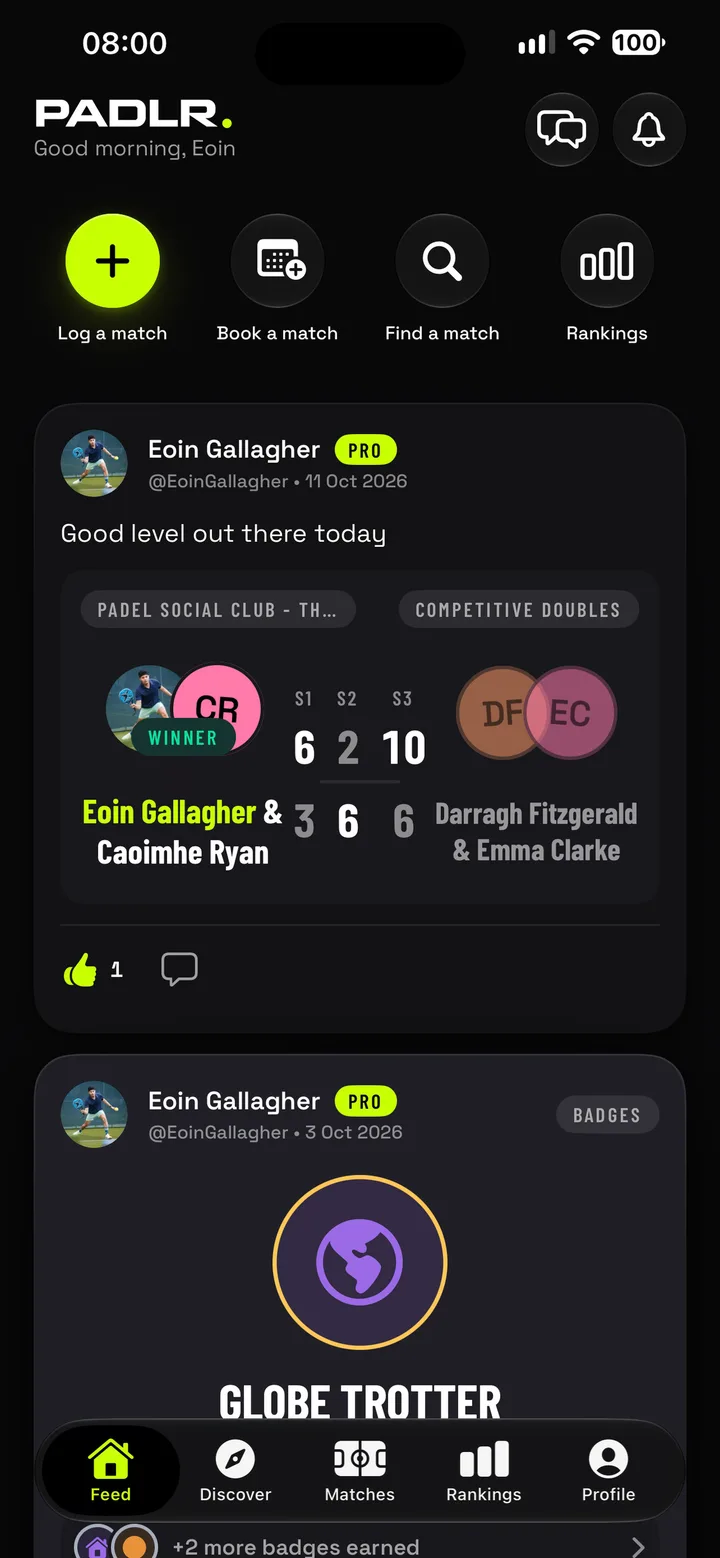 08:00
100
PADLR.
Good morning, Eoin
Log a match
Book a match
Find a match
Rankings
Eoin Gallagher PRO
@EoinGallagher • 11 Oct 2026
Good level out there today
PADEL SOCIAL CLUB - TH...
COMPETITIVE DOUBLES
CR
WINNER
S1 S2 S3
6 2 10
3 6 6
DF EC
Eoin Gallagher &
Caoimhe Ryan
Darragh Fitzgerald
& Emma Clarke
1
Eoin Gallagher PRO
@EoinGallagher • 3 Oct 2026
BADGES
GLOBE TROTTER
Feed
Discover
Matches
Rankings
Profile
+2 more badges earned